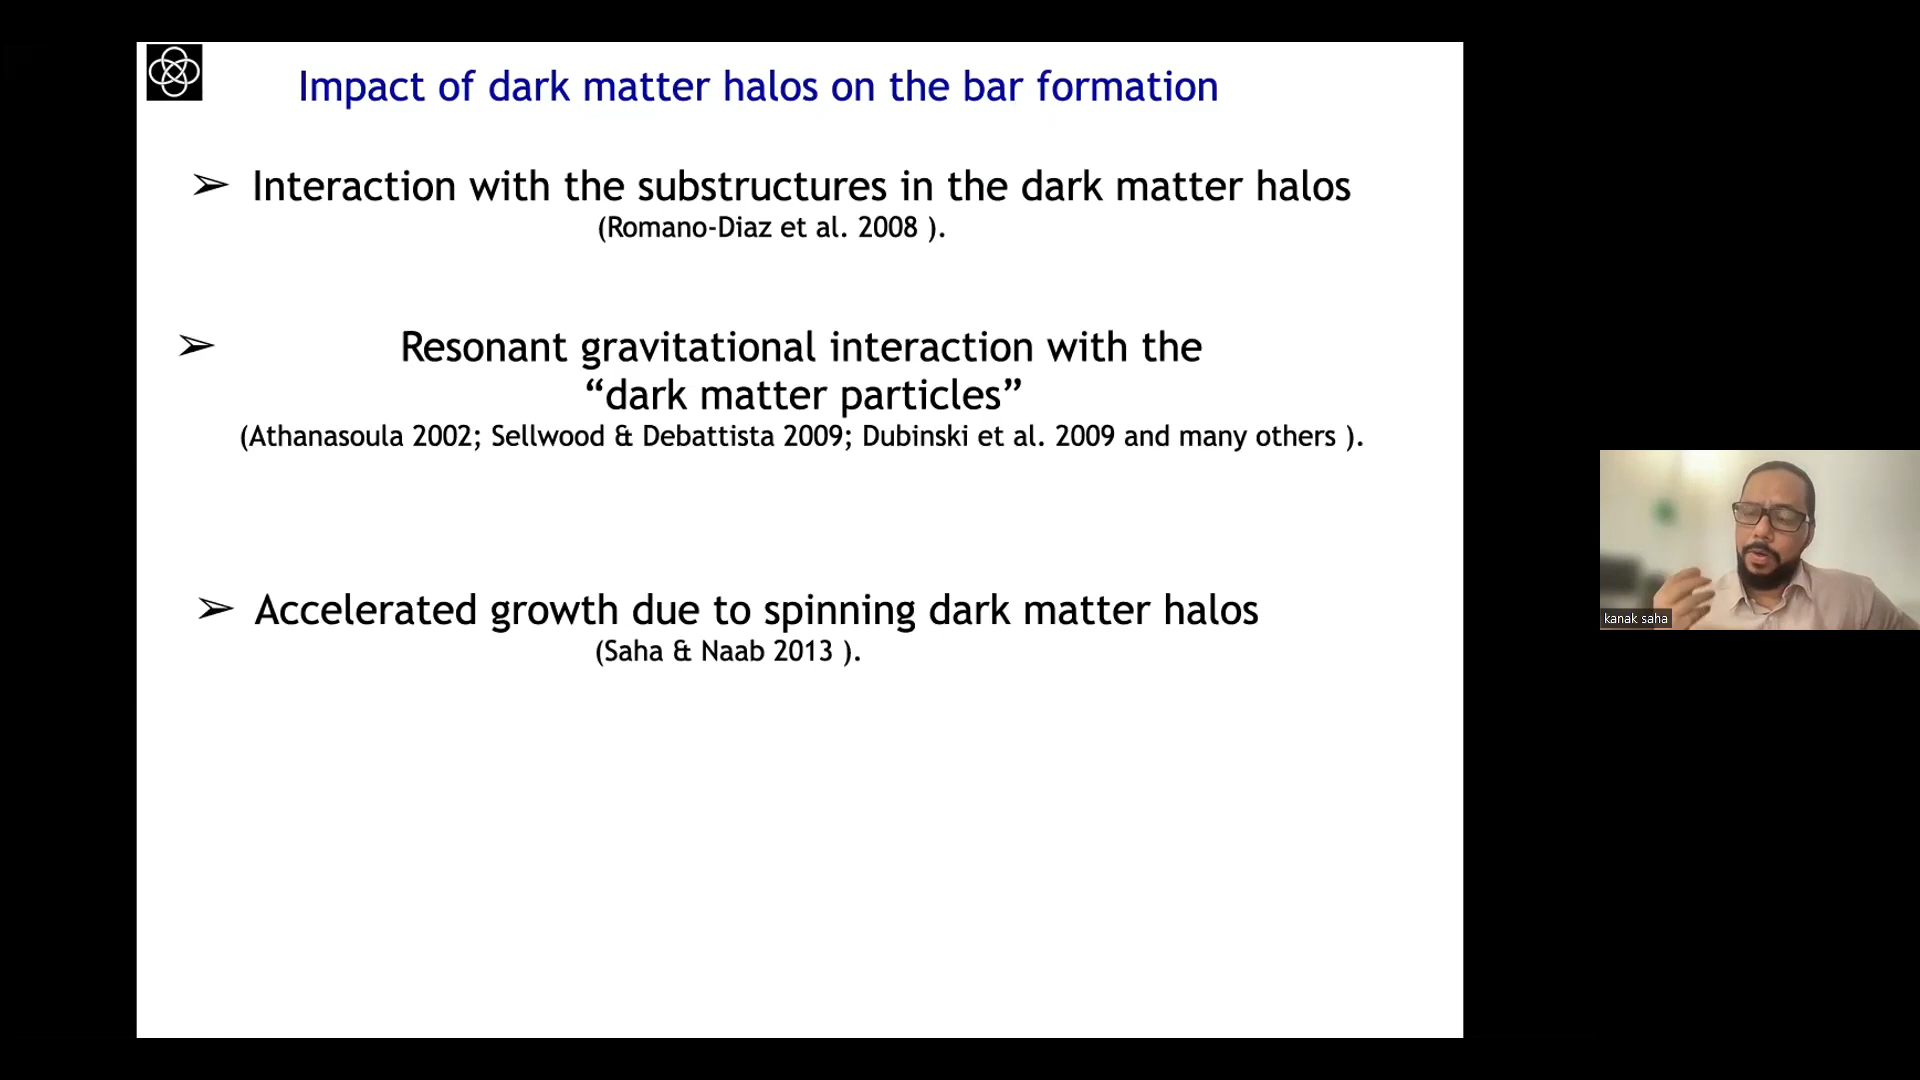 Impact of dark matter halos on the bar formation
➢ Interaction with the substructures in the dark matter halos
(Romano-Diaz et al. 2008 ).
➢ Resonant gravitational interaction with the
“dark matter particles”
(Athanasoula 2002; Sellwood & Debattista 2009; Dubinski et al. 2009 and many others ).
➢ Accelerated growth due to spinning dark matter halos
(Saha & Naab 2013 ).
kanak saha